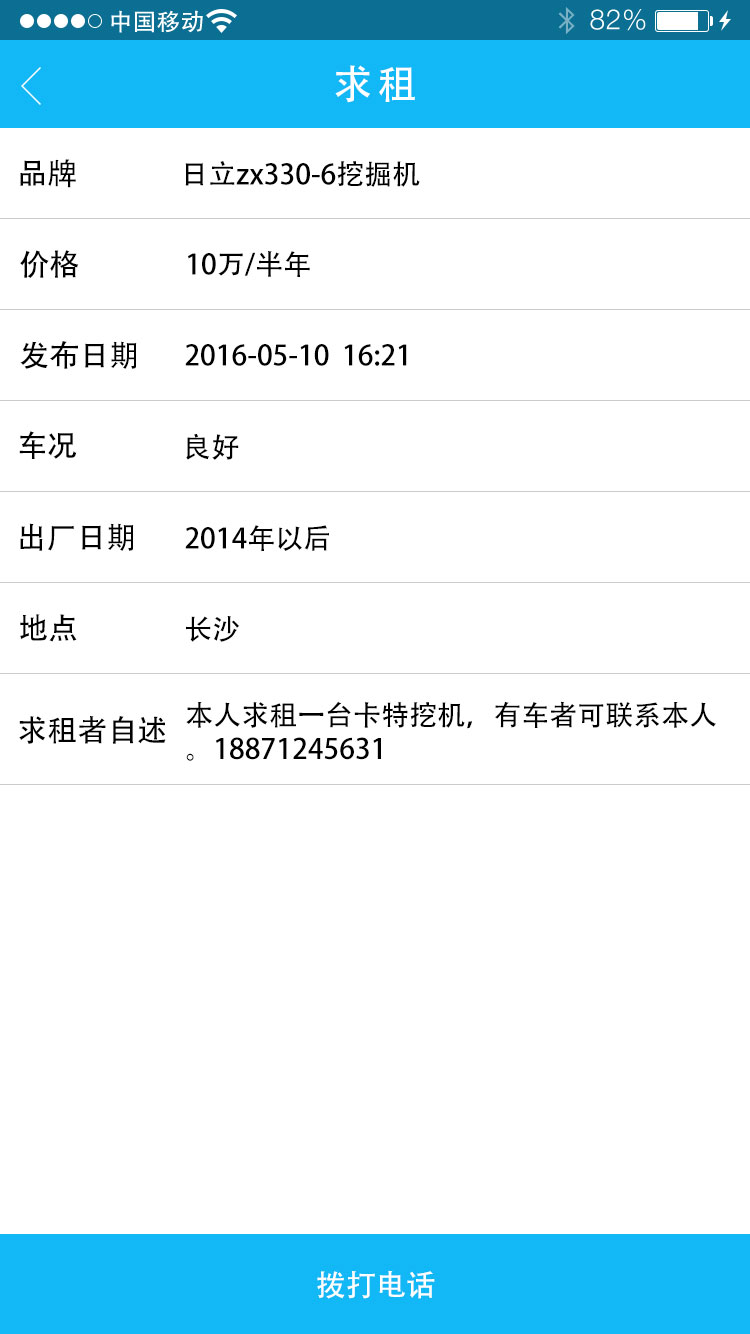 中国移动 82%
求租
品牌 日立zx330-6挖掘机
价格 10万/半年
发布日期 2016-05-10 16:21
车况 良好
出厂日期 2014年以后
地点 长沙
求租者自述 本人求租一台卡特挖机，有车者可联系本人
。18871245631
拨打电话